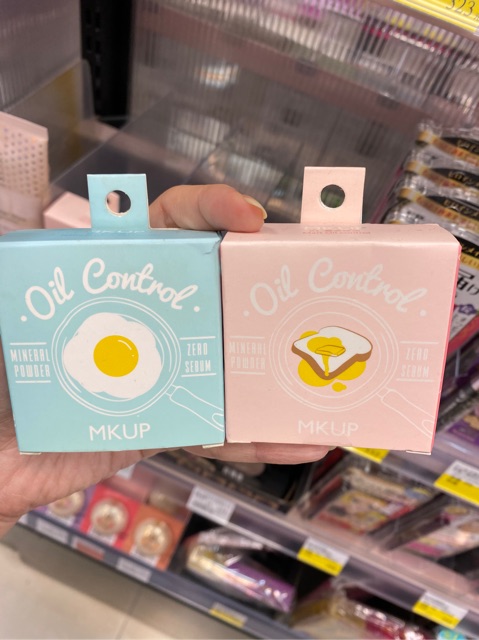 Oil Control
MINERAL
POWDER
ZERO
SEBUM
MKUP
Oil Control
MINERAL
POWDER
ZERO
SEBUM
MKUP